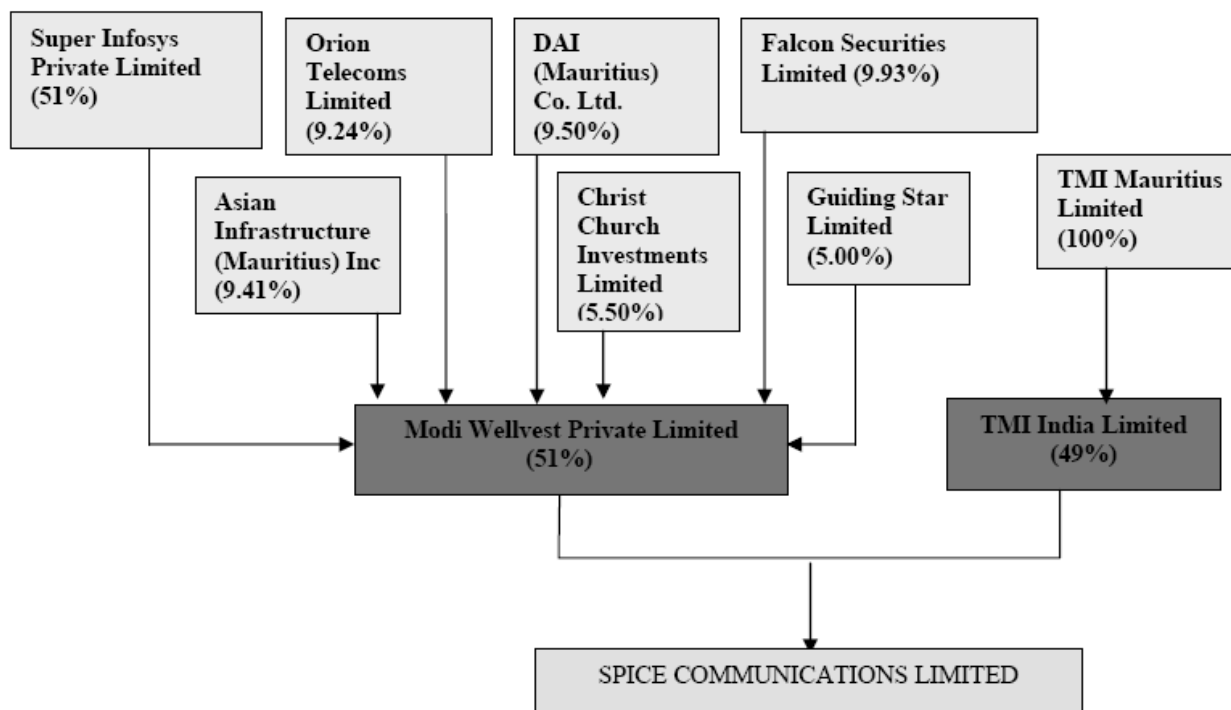 Super Infosys
Private Limited
(51%)
Orion
Telecoms
Limited
(9.24%)
DAI
(Mauritius)
Co. Ltd.
(9.50%)
Falcon Securities
Limited (9.93%)
Asian
Infrastructure
(Mauritius) Inc
(9.41%)
Christ
Church
Investments
Limited
(5.50%)
Guiding Star
Limited
(5.00%)
TMI Mauritius
Limited
(100%)
Modi Wellvest Private Limited
(51%)
TMI India Limited
(49%)
SPICE COMMUNICATIONS LIMITED